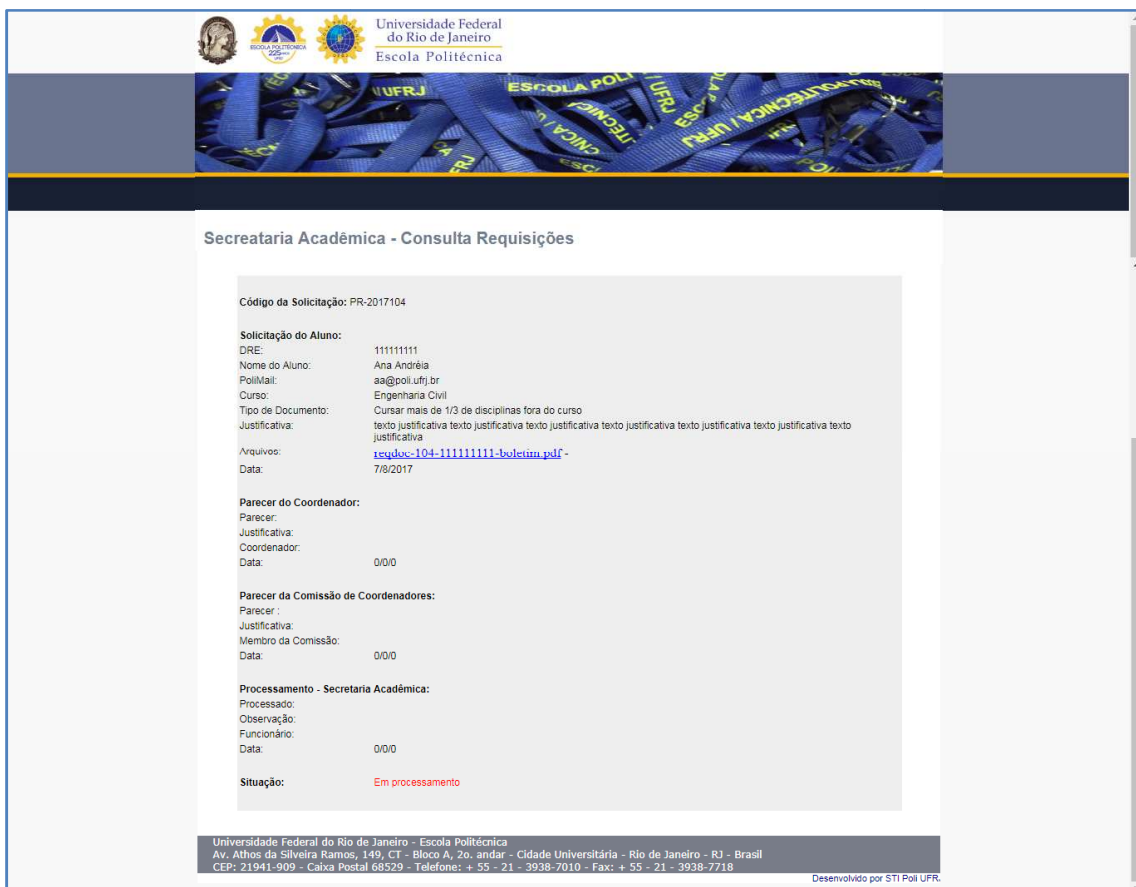 ESCOLA POLITÉCNICA
225
UFRJ
Universidade Federal
do Rio de Janeiro
Escola Politécnica
UFRJ
ESCOLA POLI
Secreataria Acadêmica - Consulta Requisições
Código da Solicitação: PR-2017104
Solicitação do Aluno:
DRE: 111111111
Nome do Aluno: Ana Andréia
PoliMail: aa@poli.ufrj.br
Curso: Engenharia Civil
Tipo de Documento: Cursar mais de 1/3 de disciplinas fora do curso
Justificativa: texto justificativa texto justificativa texto justificativa texto justificativa texto justificativa texto justificativa texto
justificativa
Arquivos: reqdoc-104-111111111-boletim.pdf -
Data: 7/8/2017
Parecer do Coordenador:
Parecer:
Justificativa:
Coordenador:
Data: 0/0/0
Parecer da Comissão de Coordenadores:
Parecer :
Justificativa:
Membro da Comissão:
Data: 0/0/0
Processamento - Secretaria Acadêmica:
Processado:
Observação:
Funcionário:
Data: 0/0/0
Situação: Em processamento
Universidade Federal do Rio de Janeiro - Escola Politécnica
Av. Athos da Silveira Ramos, 149, CT - Bloco A, 2o. andar - Cidade Universitária - Rio de Janeiro - RJ - Brasil
CEP: 21941-909 - Caixa Postal 68529 - Telefone: + 55 - 21 - 3938-7010 - Fax: + 55 - 21 - 3938-7718
Desenvolvido por STI Poli UFR